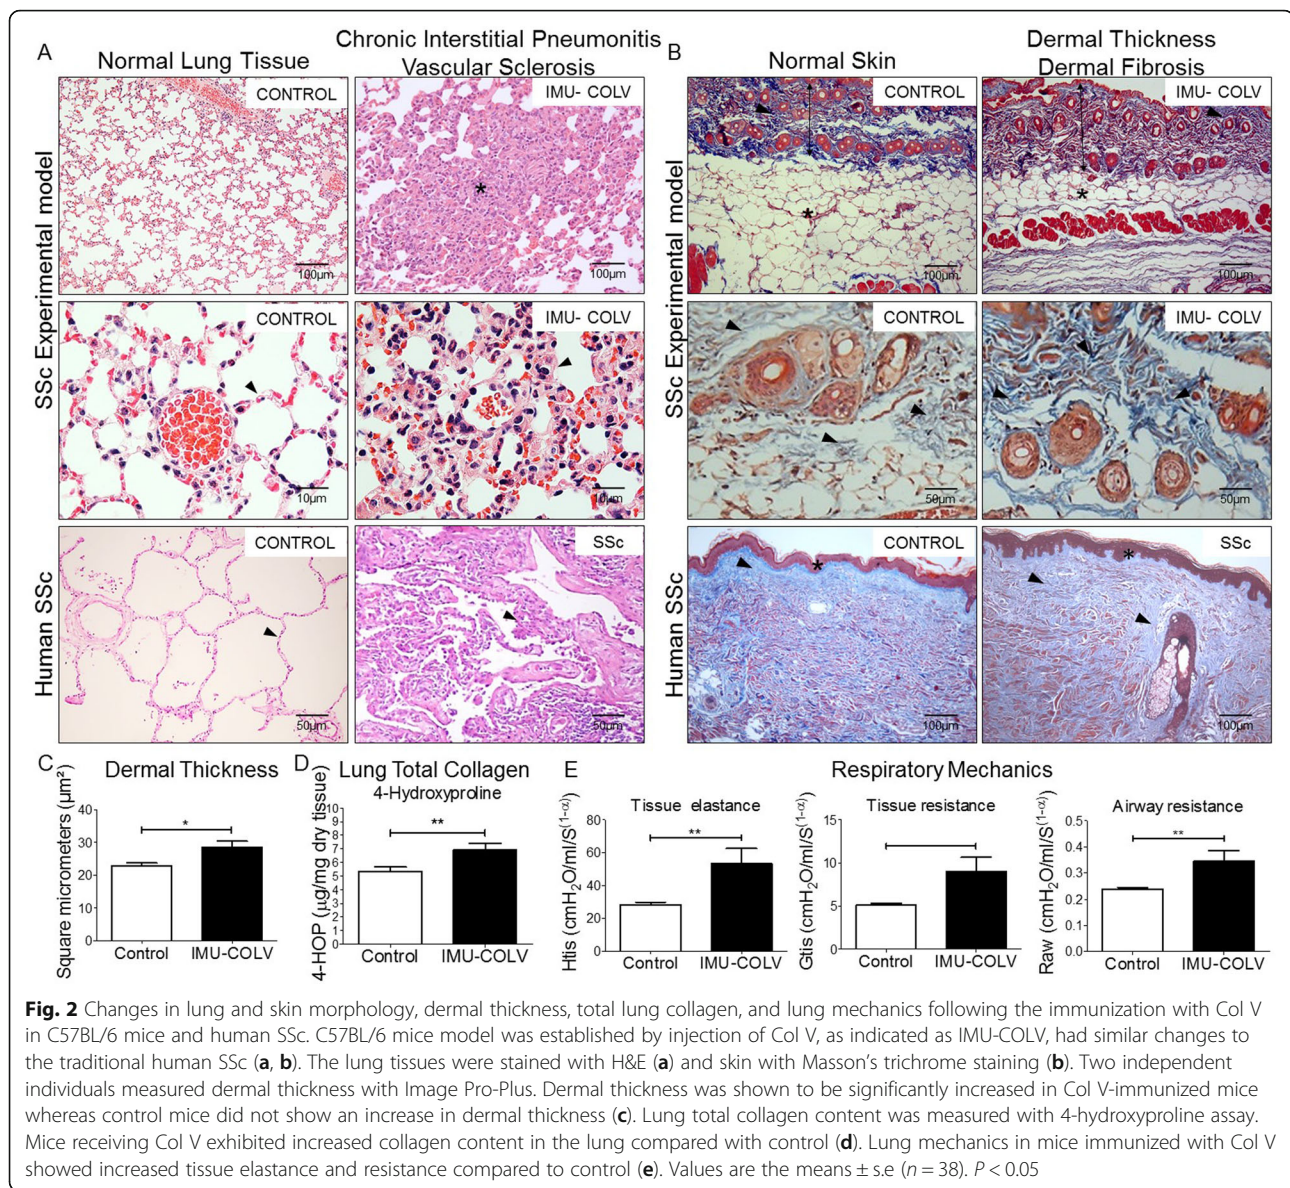 A
Normal Lung Tissue
Chronic Interstitial Pneumonitis
Vascular Sclerosis
B
Normal Skin
Dermal Thickness
Dermal Fibrosis
SSc Experimental model
CONTROL
100µm
IMU- COLV
*
100µm
CONTROL
10µm
IMU- COLV
10µm
Human SSc
CONTROL
50µm
SSc
50µm
SSc Experimental model
CONTROL
*
100µm
IMU- COLV
*
100µm
CONTROL
50µm
IMU- COLV
50µm
Human SSc
CONTROL
*
100µm
SSc
*
100µm
C
Dermal Thickness
Square micrometers (µm²)
40
30
20
10
0
*
Control
IMU-COLV
D
Lung Total Collagen
4-Hydroxyproline
4-HOP (µg/mg dry tissue)
10
9
8
7
6
5
4
3
2
1
0
**
Control
IMU-COLV
E
Respiratory Mechanics
Tissue elastance
Htis (cmH₂O/ml/S⁽¹⁻ᵅ⁾)
80
60
40
20
0
**
Control
IMU-COLV
Tissue resistance
Gtis (cmH₂O/ml/S⁽¹⁻ᵅ⁾)
15
10
5
0
Control
IMU-COLV
Airway resistance
Raw (cmH₂O/ml/S⁽¹⁻ᵅ⁾)
0.5
0.4
0.3
0.2
0.1
0.0
**
Control
IMU-COLV
Fig. 2 Changes in lung and skin morphology, dermal thickness, total lung collagen, and lung mechanics following the immunization with Col V
in C57BL/6 mice and human SSc. C57BL/6 mice model was established by injection of Col V, as indicated as IMU-COLV, had similar changes to
the traditional human SSc (a, b). The lung tissues were stained with H&E (a) and skin with Masson's trichrome staining (b). Two independent
individuals measured dermal thickness with Image Pro-Plus. Dermal thickness was shown to be significantly increased in Col V-immunized mice
whereas control mice did not show an increase in dermal thickness (c). Lung total collagen content was measured with 4-hydroxyproline assay.
Mice receiving Col V exhibited increased collagen content in the lung compared with control (d). Lung mechanics in mice immunized with Col V
showed increased tissue elastance and resistance compared to control (e). Values are the means ± s.e (n = 38). P < 0.05